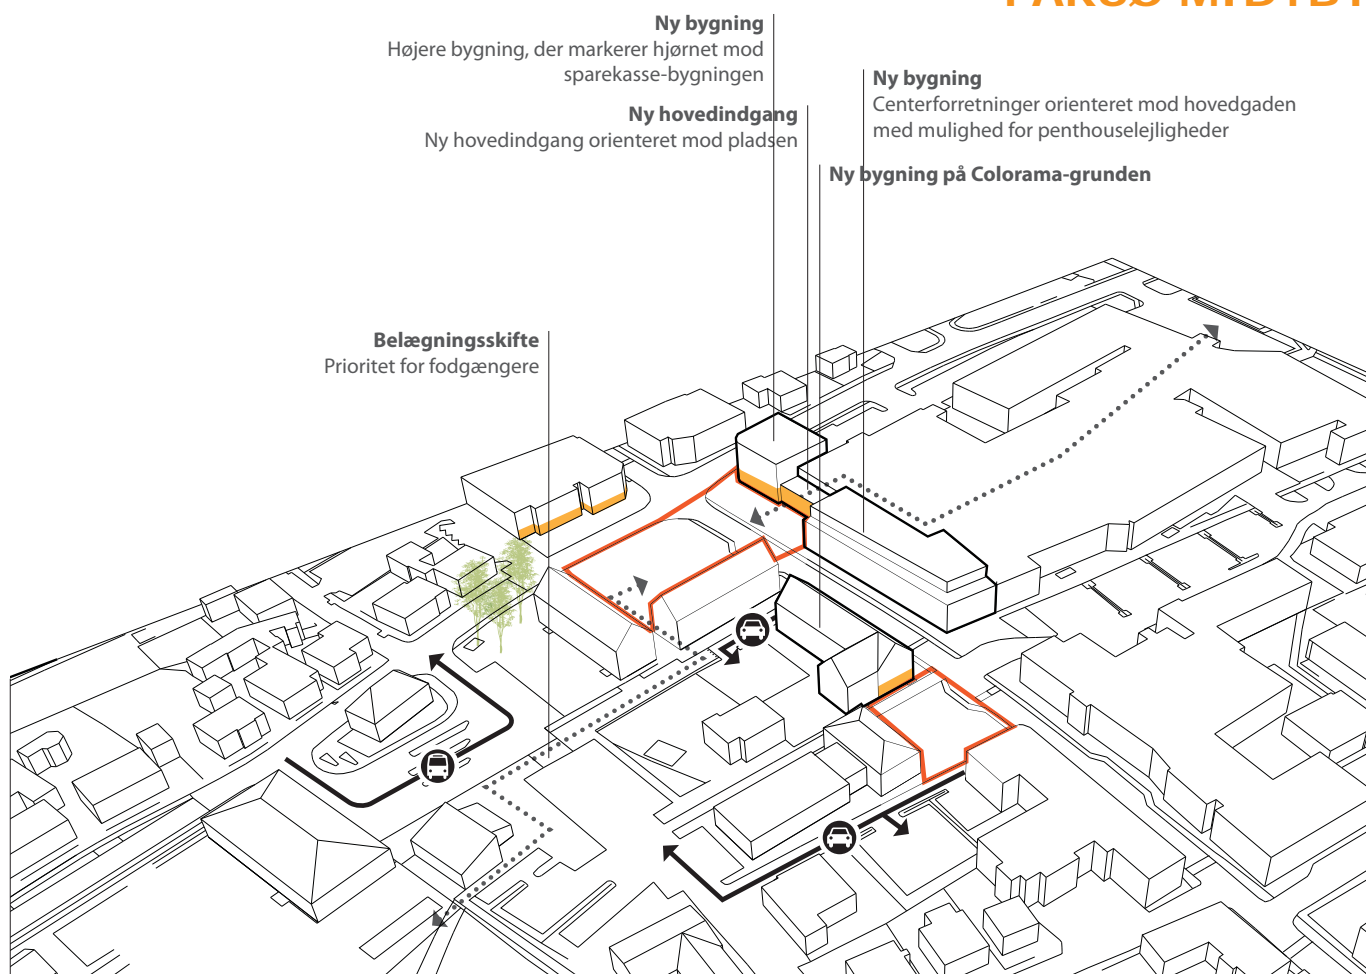 Ny bygning
Højere bygning, der markerer hjørnet mod
sparekasse-bygningen
Ny hovedindgang
Ny hovedindgang orienteret mod pladsen
Ny bygning
Centerforretninger orienteret mod hovedgaden
med mulighed for penthouselejligheder
Ny bygning på Colorama-grunden
Belægningsskifte
Prioritet for fodgængere